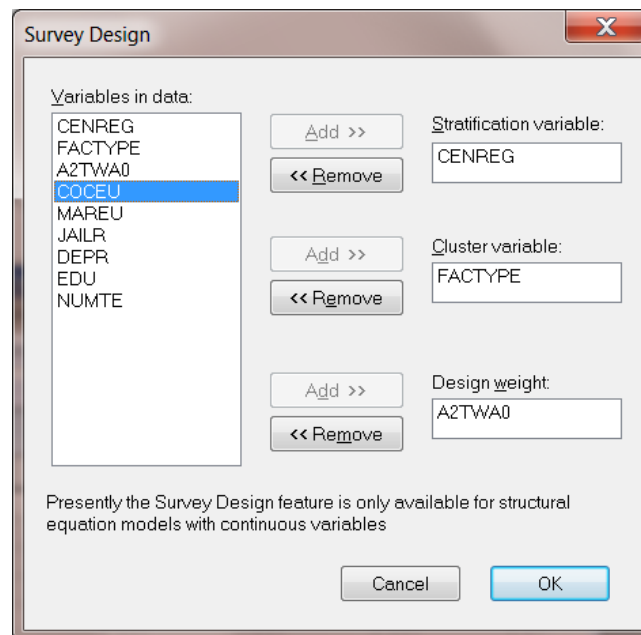 Survey Design
X
Variables in data:
CENREG
FACTYPE
A2TWA0
COCEU
MAREU
JAILR
DEPR
EDU
NUMTE
Add >>
<< Remove
Stratification variable:
CENREG
Add >>
<< Remove
Cluster variable:
FACTYPE
Add >>
<< Remove
Design weight:
A2TWA0
Presently the Survey Design feature is only available for structural
equation models with continuous variables
Cancel
OK